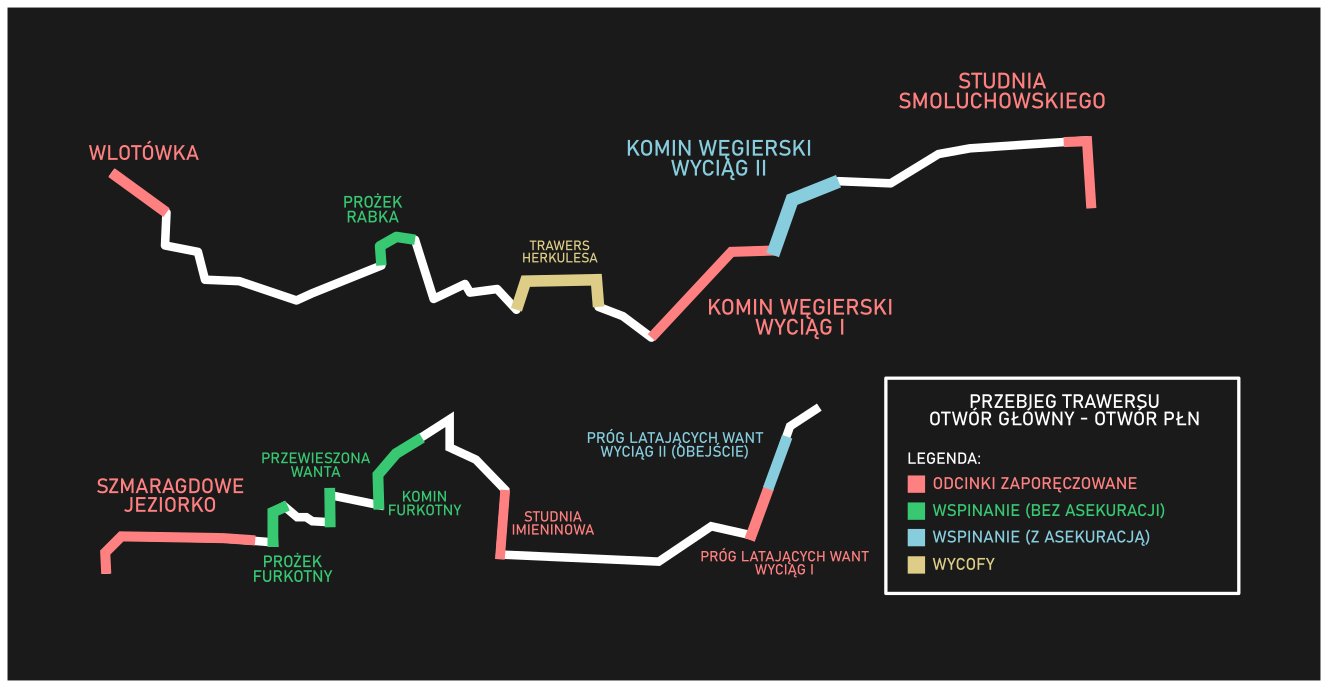 STUDNIA
SMOLUCHOWSKIEGO
WLOTÓWKA
KOMIN WĘGIERSKI
WYCIĄG II
PROŻEK
RABKA
TRAWERS
HERKULESA
KOMIN WĘGIERSKI
WYCIĄG I
PRZEBIEG TRAWERSU
OTWÓR GŁÓWNY - OTWÓR PŁN
LEGENDA:
ODCINKI ZAPORĘCZOWANE
WSPINANIE (BEZ ASEKURACJI)
WSPINANIE (Z ASEKURACJĄ)
WYCOFY
PRÓG LATAJĄCYCH WANT
WYCIĄG II (OBEJŚCIE)
PRZEWIESZONA
WANTA
SZMARAGDOWE
JEZIORKO
KOMIN
FURKOTNY
STUDNIA
IMIENINOWA
PROŻEK
FURKOTNY
PRÓG LATAJĄCYCH WANT
WYCIĄG I